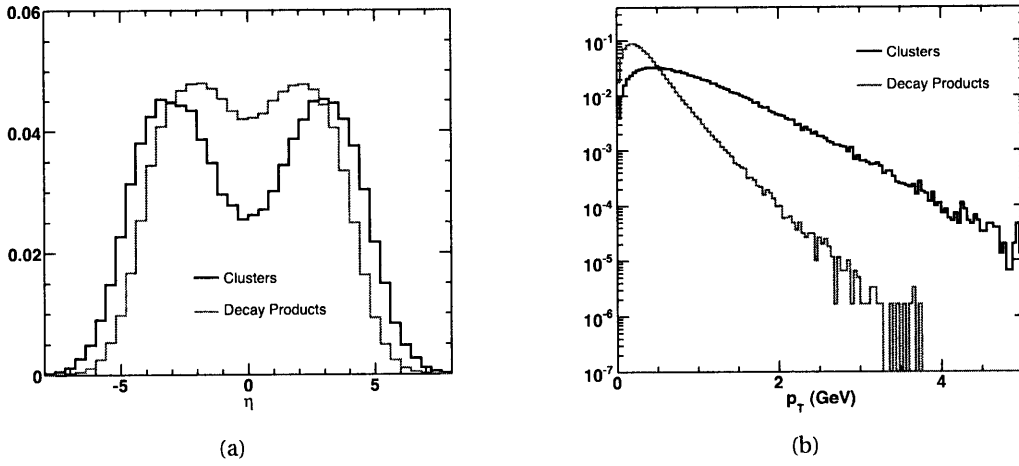 0.06
0.04
0.02
0
-5
0
5
η
Clusters
Decay Products
(a)
10⁻¹
10⁻²
10⁻³
10⁻⁴
10⁻⁵
10⁻⁶
10⁻⁷
0
2
4
p_T (GeV)
Clusters
Decay Products
(b)